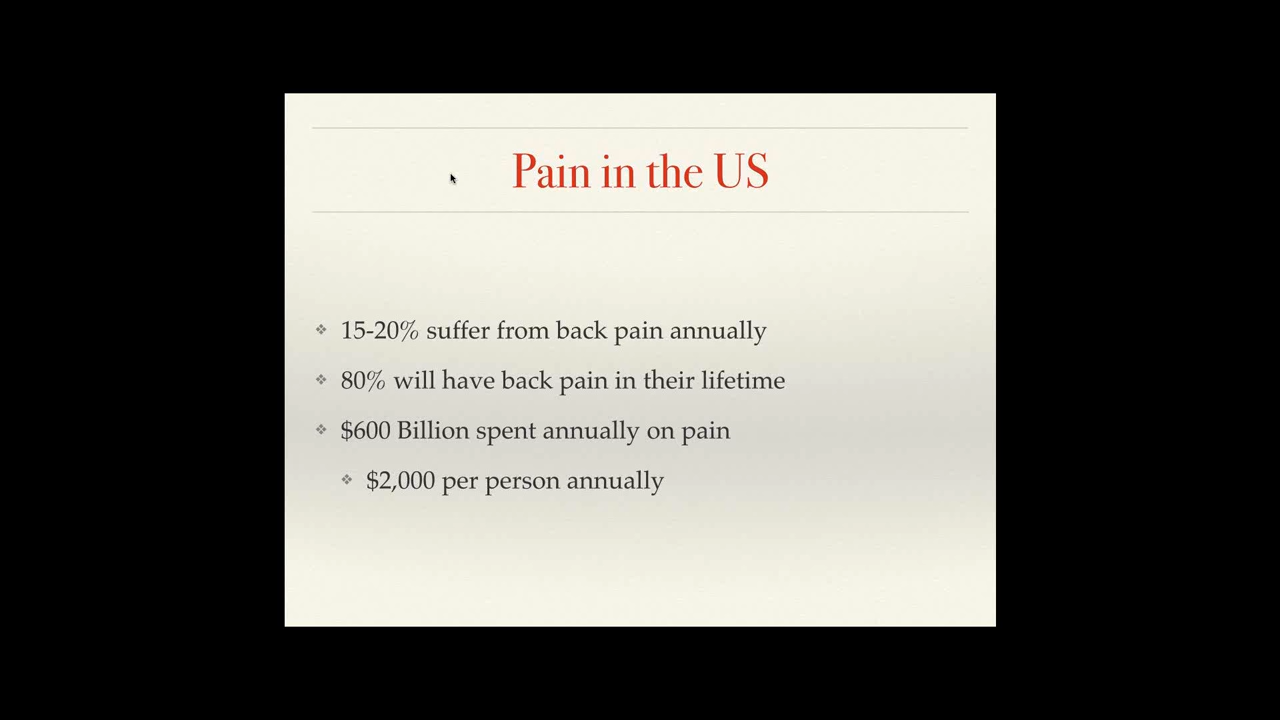 Pain in the US
❖ 15-20% suffer from back pain annually
❖ 80% will have back pain in their lifetime
❖ $600 Billion spent annually on pain
❖ $2,000 per person annually